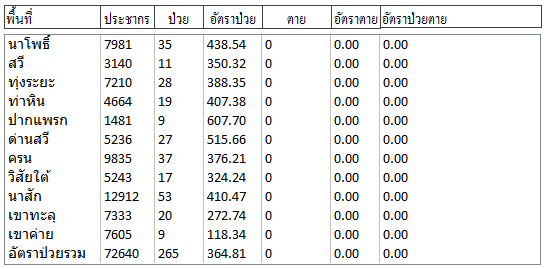 พื้นที่ ประชากร ป่วย อัตราป่วย ตาย อัตราตาย อัตราป่วยตาย
นาโพธิ์ 7981 35 438.54 0 0.00 0.00
สวี 3140 11 350.32 0 0.00 0.00
ทุ่งระยะ 7210 28 388.35 0 0.00 0.00
ท่าหิน 4664 19 407.38 0 0.00 0.00
ปากแพรก 1481 9 607.70 0 0.00 0.00
ด่านสวี 5236 27 515.66 0 0.00 0.00
ครน 9835 37 376.21 0 0.00 0.00
วิสัยใต้ 5243 17 324.24 0 0.00 0.00
นาสัก 12912 53 410.47 0 0.00 0.00
เขาทะลุ 7333 20 272.74 0 0.00 0.00
เขาค่าย 7605 9 118.34 0 0.00 0.00
อัตราป่วยรวม 72640 265 364.81 0 0.00 0.00